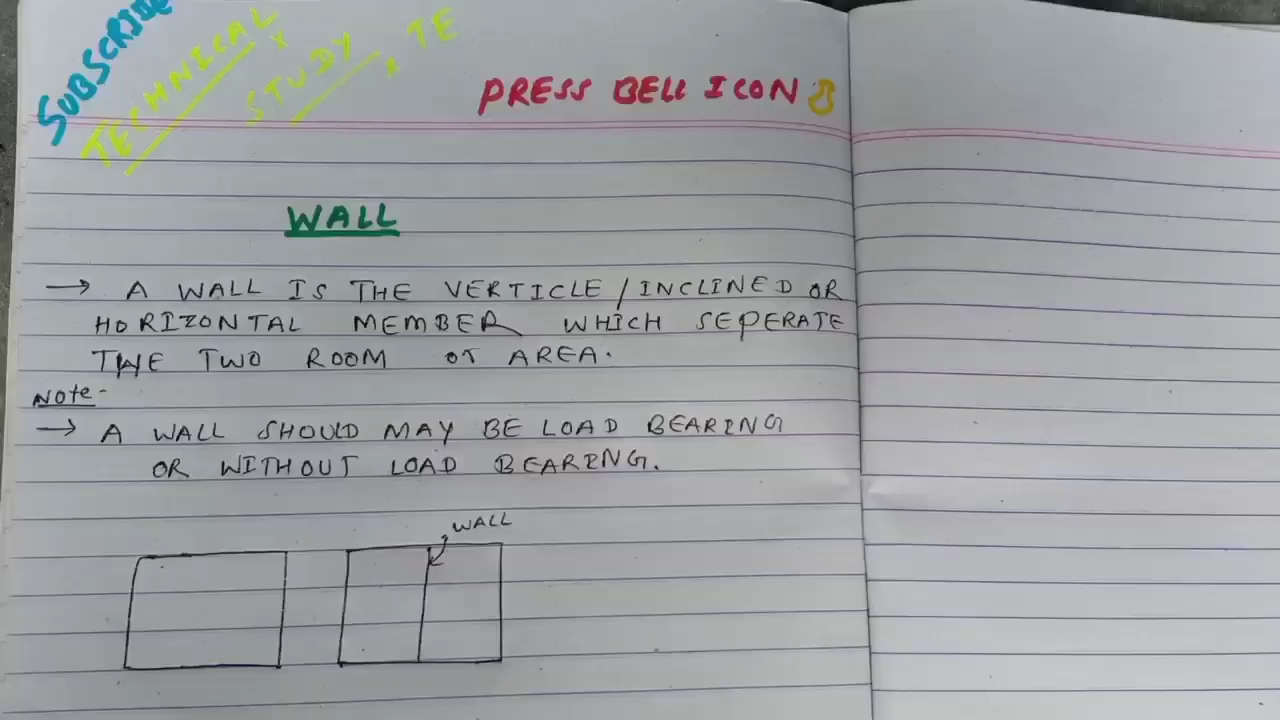 SUBSCRIBE
TECHNICAL
STUDY
TE
PRESS BELL ICON
WALL
→ A WALL IS THE VERTICLE / INCLINED OR
HORIZONTAL MEMBER WHICH SEPERATE
THE TWO ROOM OT AREA.
Note-
→ A WALL SHOULD MAY BE LOAD BEARING
OR WITHOUT LOAD BEARING.
WALL